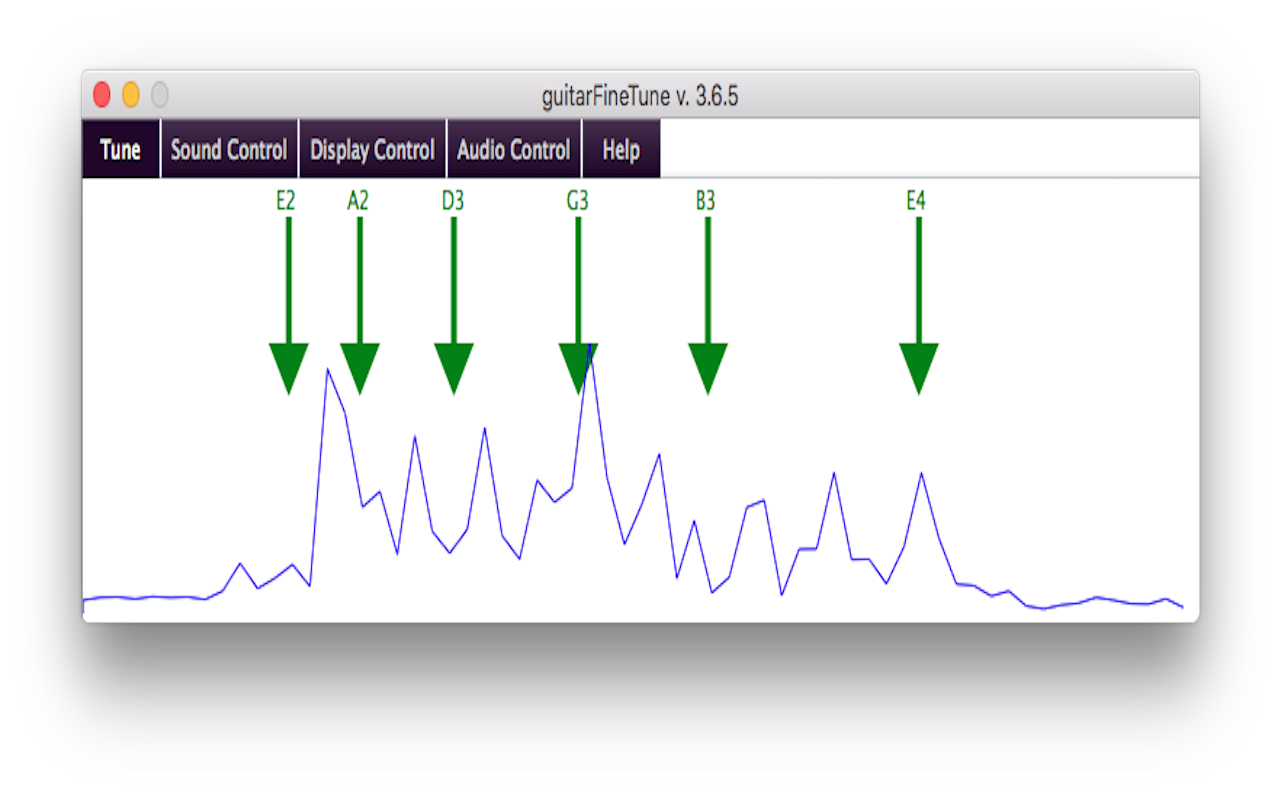 guitarFineTune v. 3.6.5
Tune Sound Control Display Control Audio Control Help
E2 A2 D3 G3 B3 E4